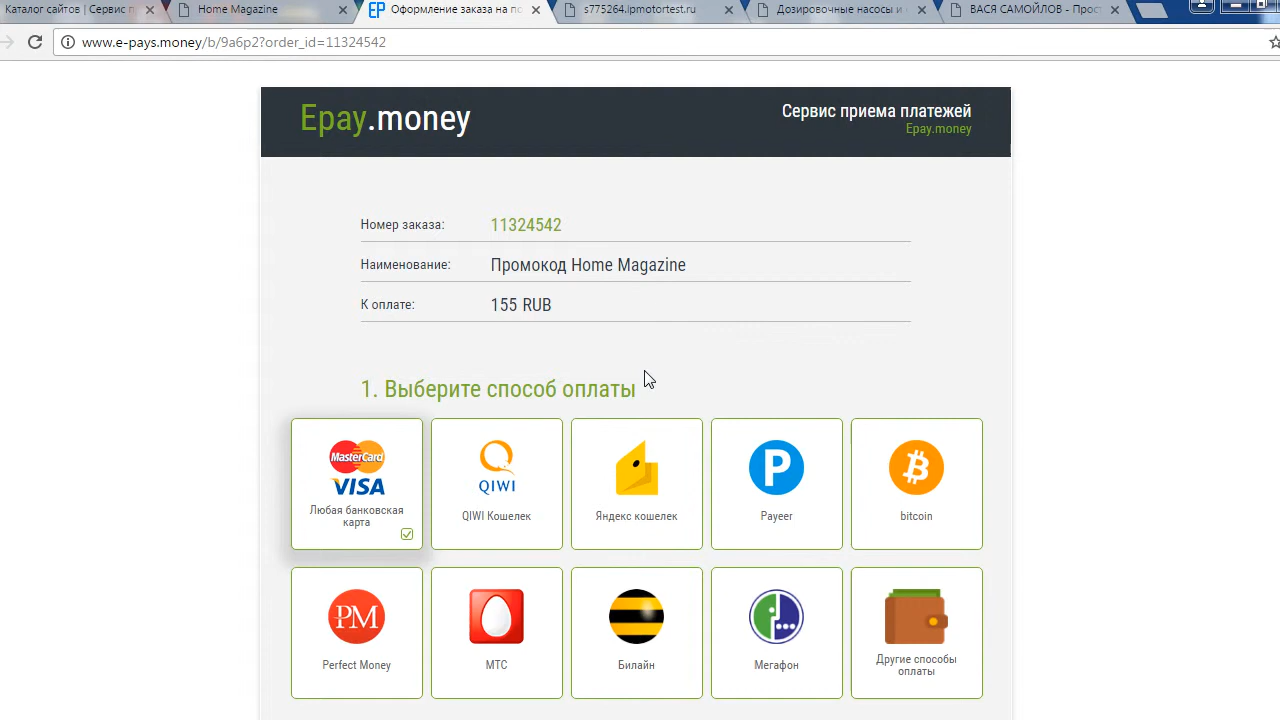 Каталог сайтов | Сервис п
Home Magazine
Оформление заказа на по
s775264.ipmotortest.ru
Дозировочные насосы и
ВАСЯ САМОЙЛОВ - Прост
www.e-pays.money/b/9a6p2?order_id=11324542
Epay.money
Сервис приема платежей
Epay.money
Номер заказа: 11324542
Наименование: Промокод Home Magazine
К оплате: 155 RUB
1. Выберите способ оплаты
MasterCard
VISA
Любая банковская
карта
QIWI
QIWI Кошелек
Яндекс кошелек
P
Payeer
bitcoin
PM
Perfect Money
МТС
Билайн
Мегафон
Другие способы
оплаты